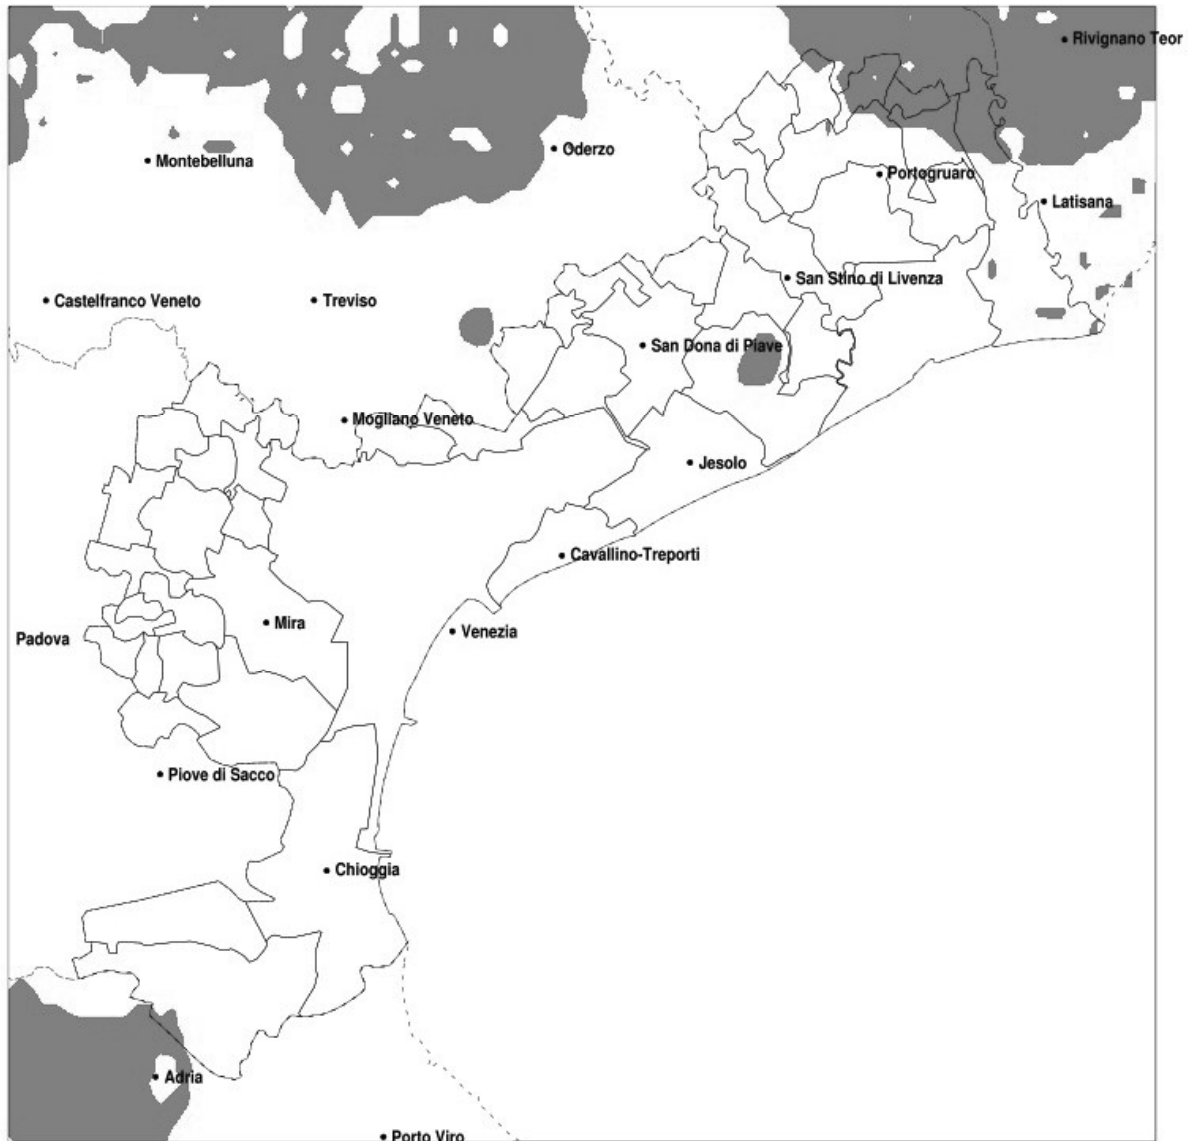 Rivignano Teor
Oderzo
Montebelluna
Portogruaro
Latisana
San Stino di Livenza
Castelfranco Veneto
Treviso
San Dona di Piave
Mogliano Veneto
Jesolo
Cavallino-Treporti
Mira
Venezia
Padova
Piove di Sacco
Chioggia
Adria
Porto Viro